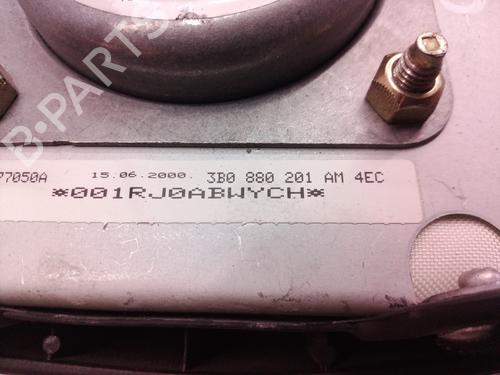 B-PARTS
77050A 15.06.2000. 3B0 880 201 AM 4EC
*001RJ0ABWYCH*